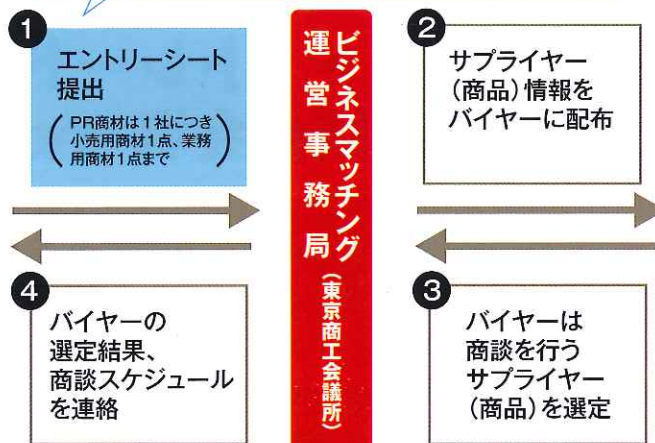 1
エントリーシート
提出
(PR商材は1社につき
小売用商材1点、業務
用商材1点まで)
ビジネスマッチング
運営事務局
(東京商工会議所)
2
サプライヤー
(商品)情報を
バイヤーに配布
3
バイヤーは
商談を行う
サプライヤー
(商品)を選定
4
バイヤーの
選定結果、
商談スケジュール
を連絡